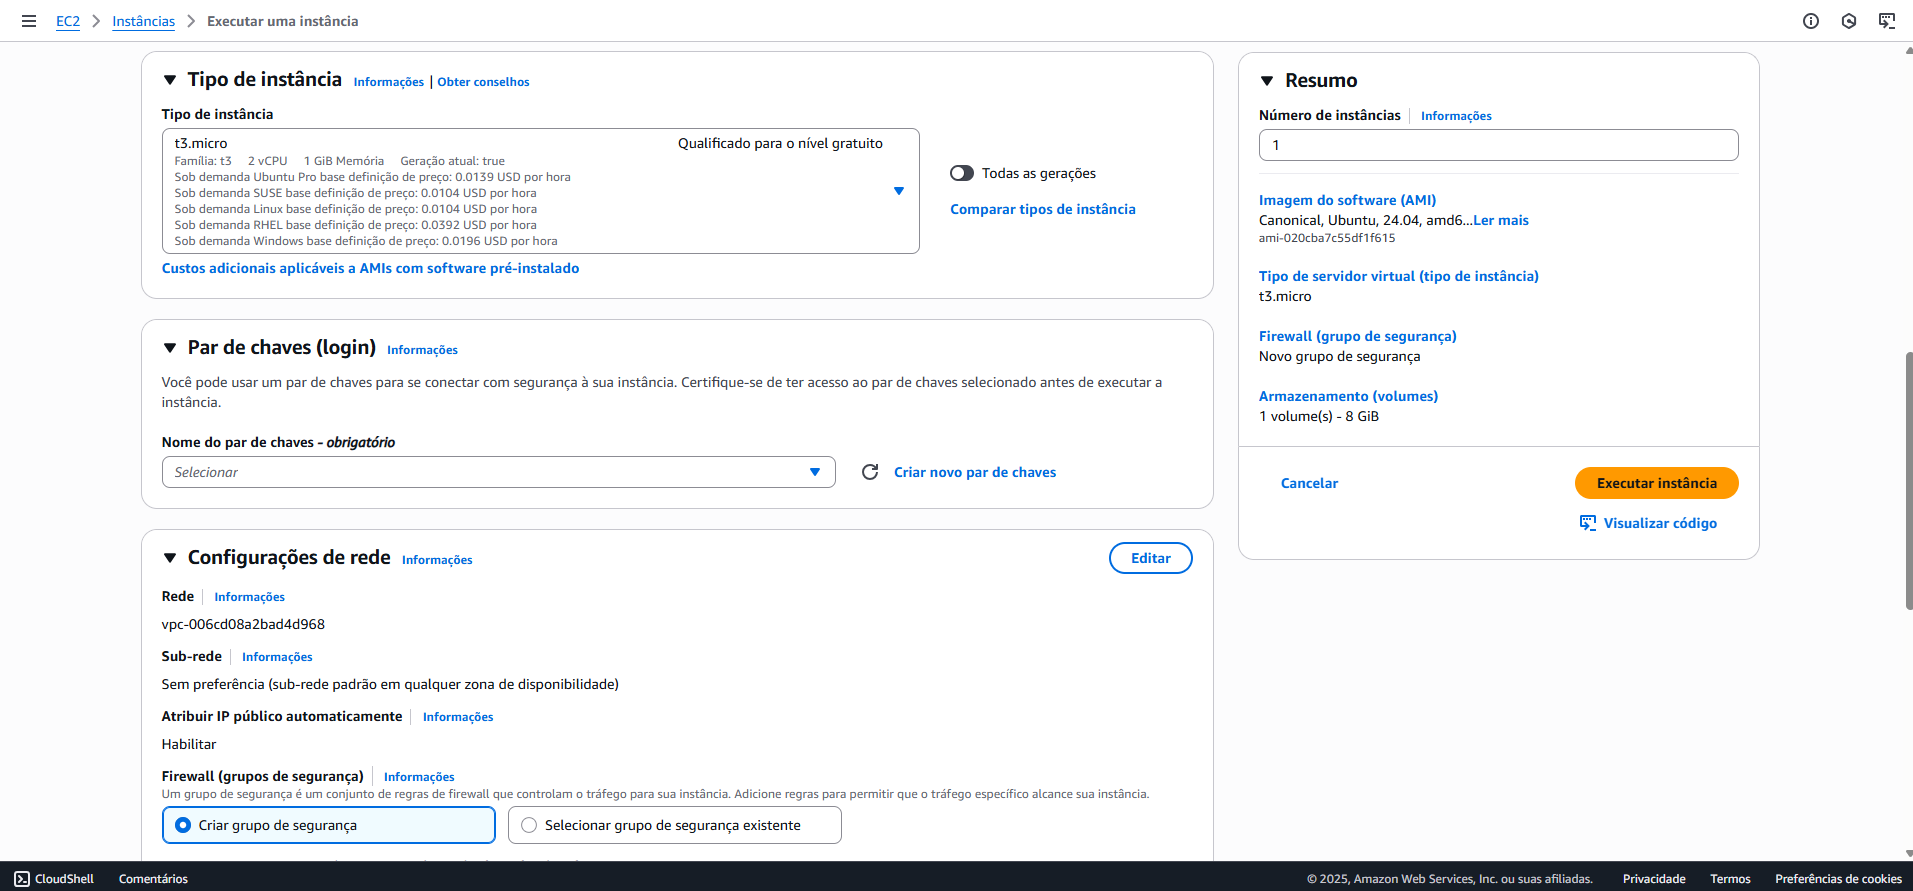 EC2 > Instâncias > Executar uma instância
Tipo de instância Informações | Obter conselhos
Tipo de instância
t3.micro Qualificado para o nível gratuito
Família: t3 2 vCPU 1 GiB Memória Geração atual: true
Sob demanda Ubuntu Pro base definição de preço: 0.0139 USD por hora
Sob demanda SUSE base definição de preço: 0.0104 USD por hora
Sob demanda Linux base definição de preço: 0.0104 USD por hora
Sob demanda RHEL base definição de preço: 0.0392 USD por hora
Sob demanda Windows base definição de preço: 0.0196 USD por hora
Todas as gerações
Comparar tipos de instância
Custos adicionais aplicáveis a AMIs com software pré-instalado
Par de chaves (login) Informações
Você pode usar um par de chaves para se conectar com segurança à sua instância. Certifique-se de ter acesso ao par de chaves selecionado antes de executar a
instância.
Nome do par de chaves - obrigatório
Selecionar
Criar novo par de chaves
Configurações de rede Informações
Editar
Rede Informações
vpc-006cd08a2bad4d968
Sub-rede Informações
Sem preferência (sub-rede padrão em qualquer zona de disponibilidade)
Atribuir IP público automaticamente Informações
Habilitar
Firewall (grupos de segurança) Informações
Um grupo de segurança é um conjunto de regras de firewall que controlam o tráfego para sua instância. Adicione regras para permitir que o tráfego específico alcance sua instância.
Criar grupo de segurança
Selecionar grupo de segurança existente
Resumo
Número de instâncias Informações
1
Imagem do software (AMI)
Canonical, Ubuntu, 24.04, amd6...Ler mais
ami-020cba7c55df1f615
Tipo de servidor virtual (tipo de instância)
t3.micro
Firewall (grupo de segurança)
Novo grupo de segurança
Armazenamento (volumes)
1 volume(s) - 8 GiB
Cancelar
Executar instância
Visualizar código
CloudShell Comentários © 2025, Amazon Web Services, Inc. ou suas afiliadas. Privacidade Termos Preferências de cookies